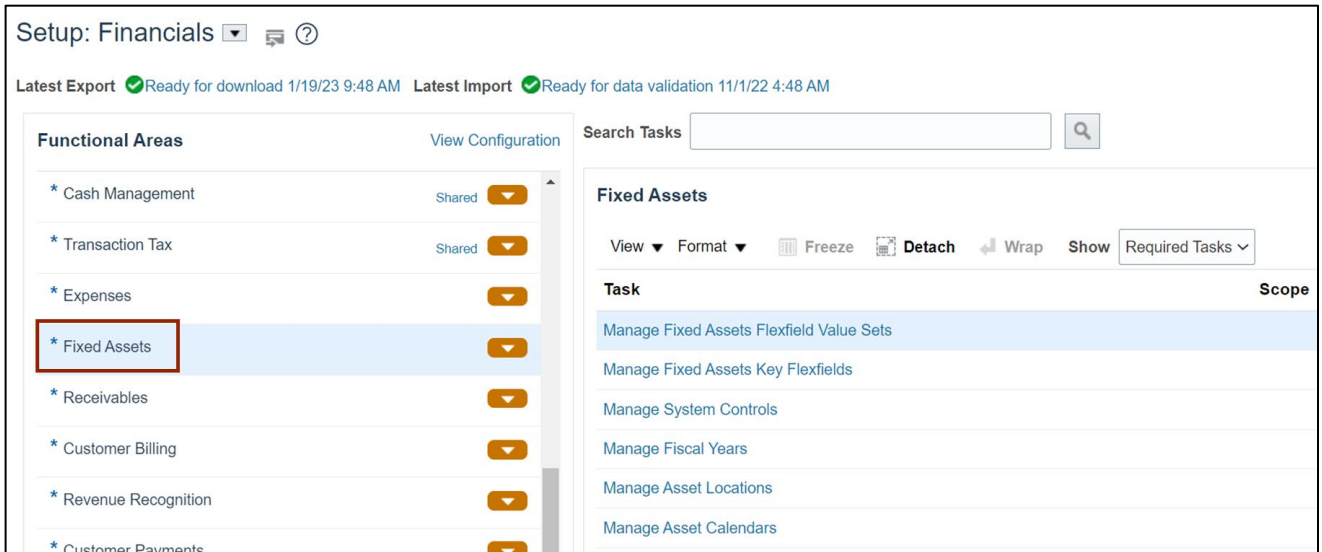 Setup: Financials
Latest Export Ready for download 1/19/23 9:48 AM Latest Import Ready for data validation 11/1/22 4:48 AM
Functional Areas View Configuration
* Cash Management Shared
* Transaction Tax Shared
* Expenses
* Fixed Assets
* Receivables
* Customer Billing
* Revenue Recognition
* Customer Payments
Search Tasks
Fixed Assets
View Format Freeze Detach Wrap Show Required Tasks
Task Scope
Manage Fixed Assets Flexfield Value Sets
Manage Fixed Assets Key Flexfields
Manage System Controls
Manage Fiscal Years
Manage Asset Locations
Manage Asset Calendars